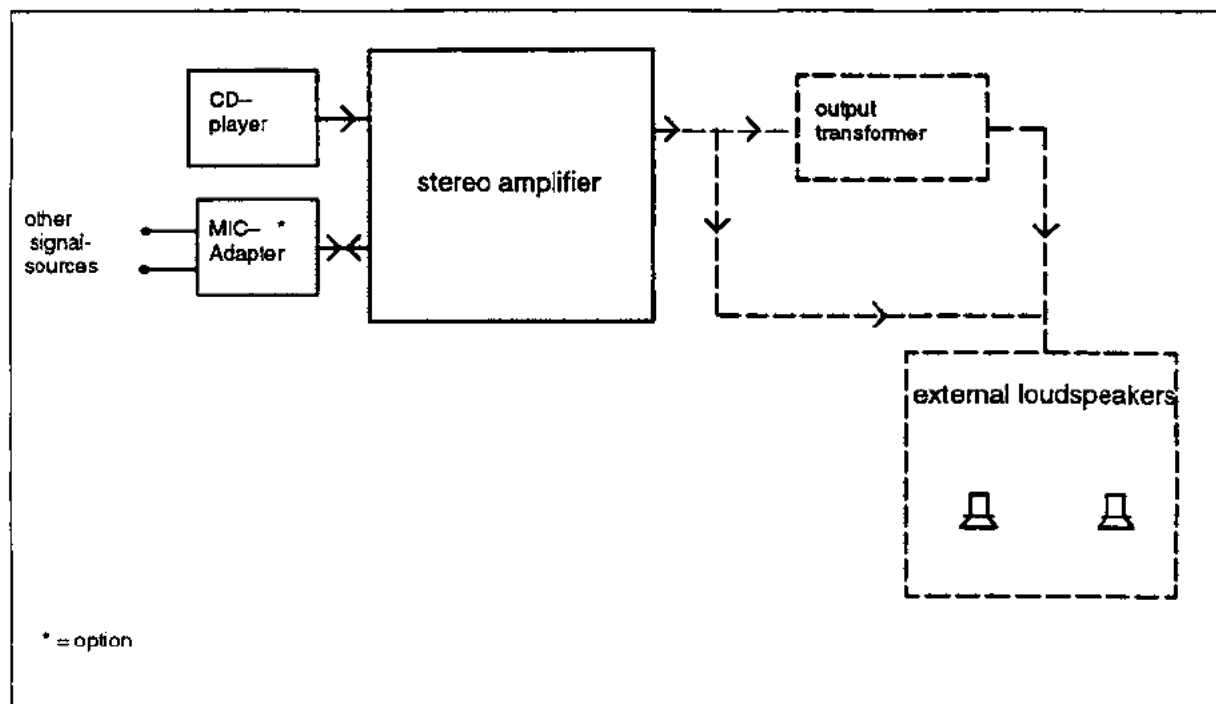 CD–
player
stereo amplifier
output
transformer
other
signal-
sources
MIC– *
Adapter
external loudspeakers
* = option